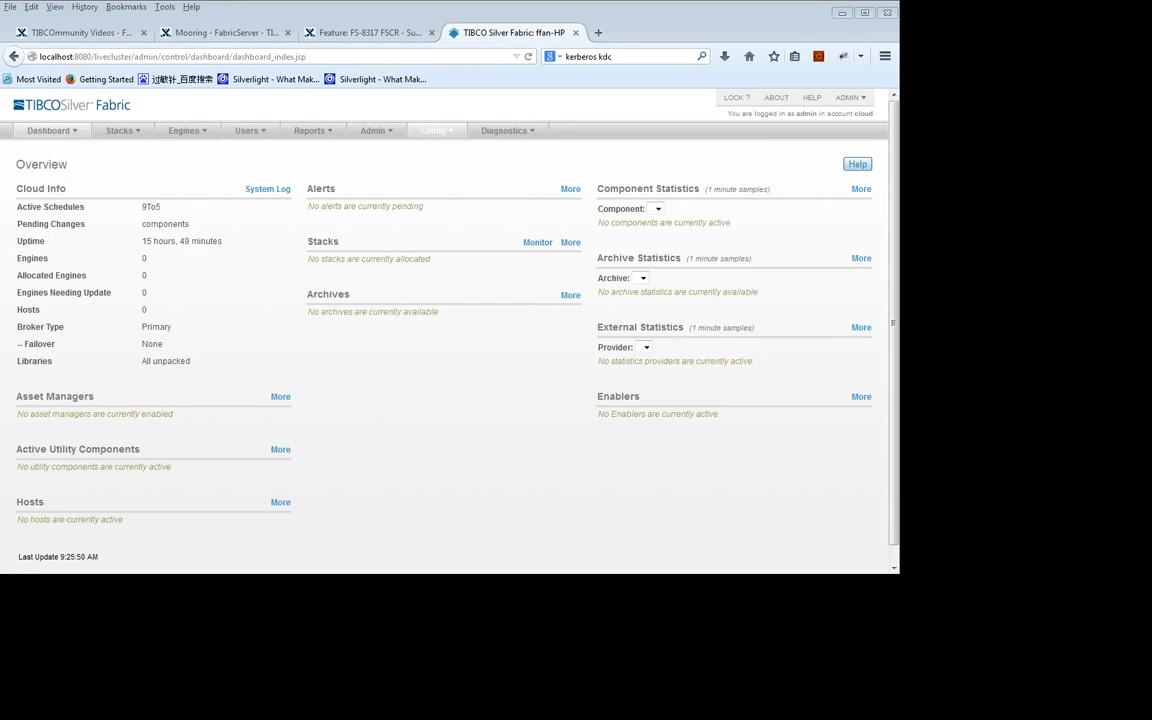 File Edit View History Bookmarks Tools Help
TIBCOmmunity Videos - F... × Mooring - FabricServer - TI... × Feature: FS-8317 FSCR - Su... × TIBCO Silver Fabric: ffan-HP × +
localhost:8080/livecluster/admin/control/dashboard/dashboard_index.jsp kerberos kdc
Most Visited Getting Started 过敏针_百度搜索 Silverlight - What Mak... Silverlight - What Mak...
TIBCO Silver™ Fabric
LOCK ? ABOUT HELP ADMIN
You are logged in as admin in account cloud
Dashboard Stacks Engines Users Reports Admin Config Diagnostics
Overview
Help
Cloud Info System Log
Active Schedules 9To5
Pending Changes components
Uptime 15 hours, 49 minutes
Engines 0
Allocated Engines 0
Engines Needing Update 0
Hosts 0
Broker Type Primary
-- Failover None
Libraries All unpacked
Asset Managers More
No asset managers are currently enabled
Active Utility Components More
No utility components are currently active
Hosts More
No hosts are currently active
Last Update 9:25:50 AM
Alerts More
No alerts are currently pending
Stacks Monitor More
No stacks are currently allocated
Archives More
No archives are currently available
Component Statistics (1 minute samples) More
Component:
No components are currently active
Archive Statistics (1 minute samples) More
Archive:
No archive statistics are currently available
External Statistics (1 minute samples) More
Provider:
No statistics providers are currently active
Enablers More
No Enablers are currently active